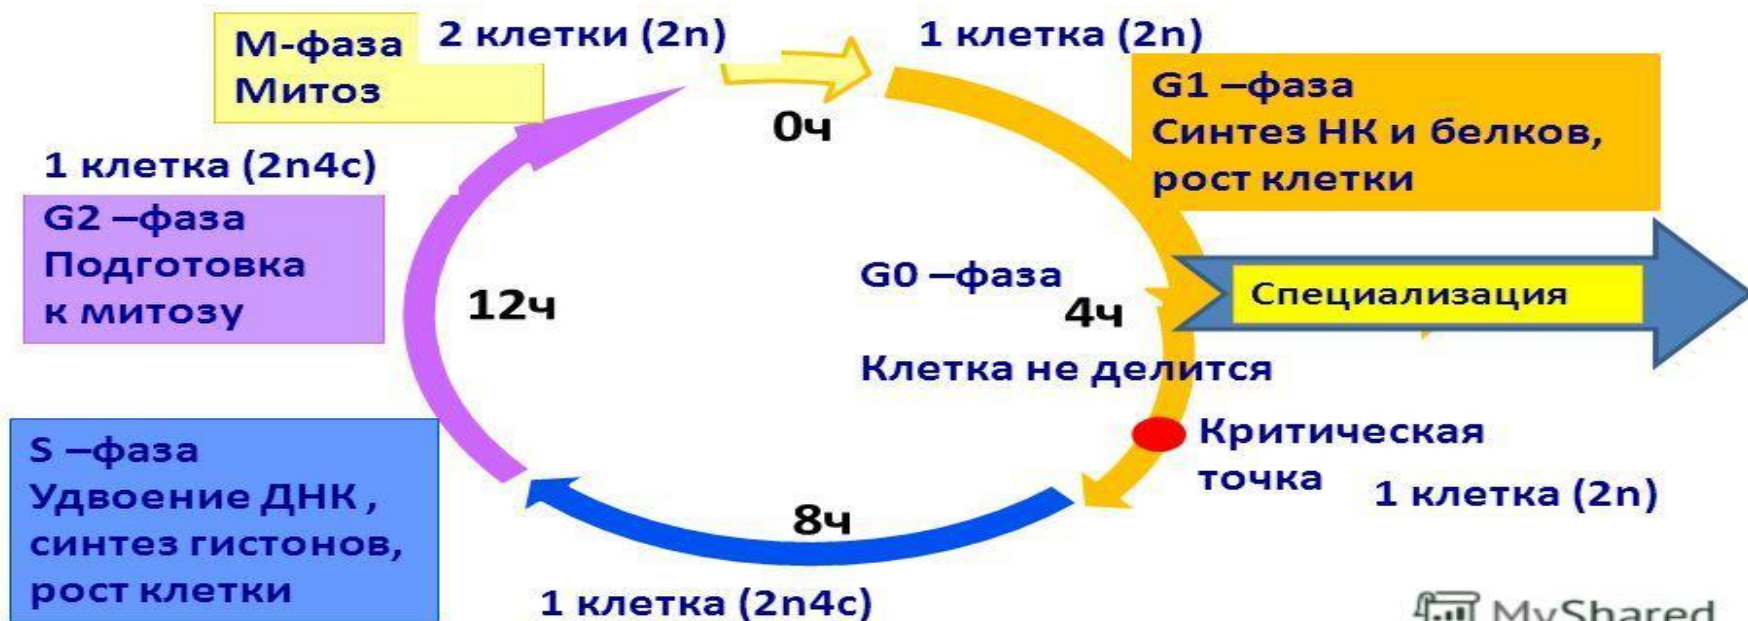 М-фаза
Митоз
2 клетки (2n)
1 клетка (2n)
0ч
G1 –фаза
Синтез НК и белков,
рост клетки
1 клетка (2n4c)
G2 –фаза
Подготовка
к митозу
12ч
G0 –фаза
4ч
Специализация
Клетка не делится
Критическая
точка
1 клетка (2n)
S –фаза
Удвоение ДНК ,
синтез гистонов,
рост клетки
8ч
1 клетка (2n4c)
MyShared